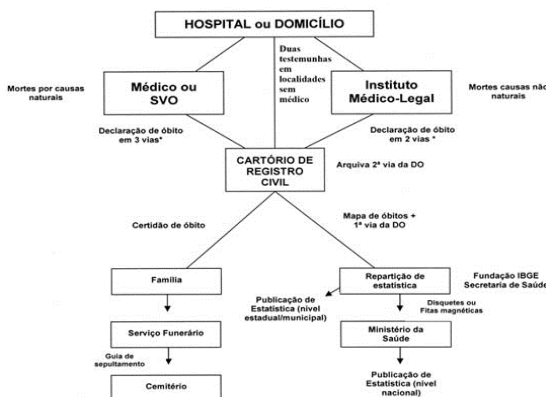 HOSPITAL ou DOMICÍLIO
Duas
testemunhas
em
localidades
sem
médico
Mortes por causas
naturais
Médico ou
SVO
Instituto
Médico-Legal
Mortes causas não
naturais
Declaração de óbito
em 3 vias*
Declaração de óbito
em 2 vias *
CARTÓRIO DE
REGISTRO
CIVIL
Arquiva 2ª via da DO
Certidão de óbito
Mapa de óbitos +
1ª via da DO
Família
Repartição de
estatística
Fundação IBGE
Secretaria de Saúde
Publicação de
Estatística (nivel
estadual/municipal)
Disquetes ou
Fitas magnéticas
Serviço Funerário
Ministério da
Saúde
Guia de
sepultamento
Cemitério
Publicação de
Estatística (nivel
nacional)